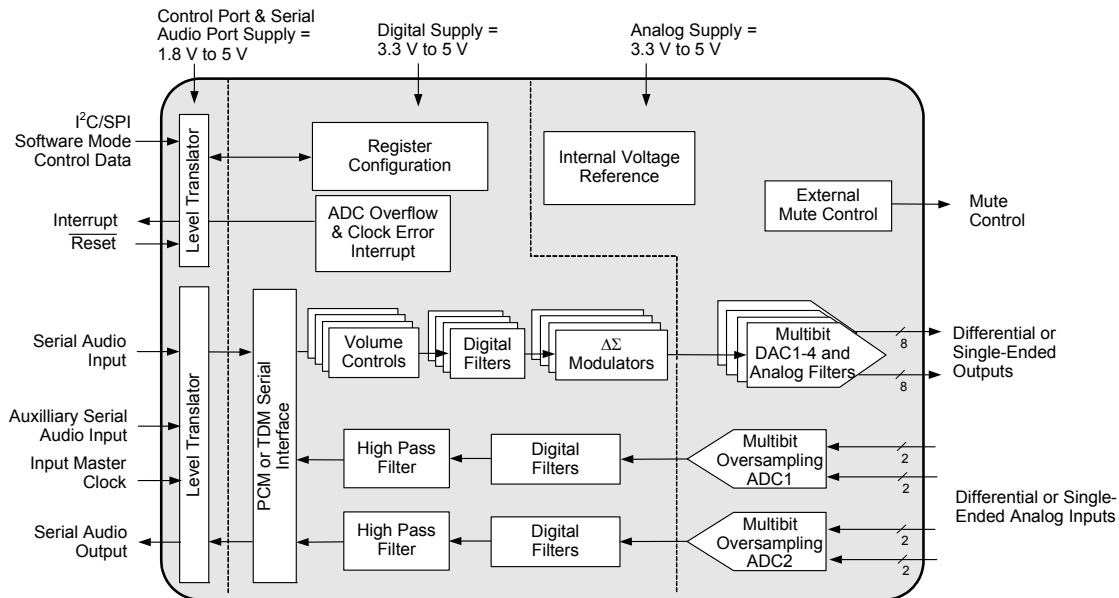 Control Port & Serial
Audio Port Supply =
1.8 V to 5 V
Digital Supply =
3.3 V to 5 V
Analog Supply =
3.3 V to 5 V
I²C/SPI
Software Mode
Control Data
Level Translator
Register
Configuration
Internal Voltage
Reference
Interrupt
Reset
ADC Overflow
& Clock Error
Interrupt
External
Mute Control
Mute
Control
Serial Audio
Input
Auxilliary Serial
Audio Input
Input Master
Clock
Serial Audio
Output
Level Translator
PCM or TDM Serial
Interface
Volume
Controls
Digital
Filters
ΔΣ
Modulators
Multibit
DAC1-4 and
Analog Filters
8
8
Differential or
Single-Ended
Outputs
High Pass
Filter
Digital
Filters
Multibit
Oversampling
ADC1
2
2
High Pass
Filter
Digital
Filters
Multibit
Oversampling
ADC2
2
2
Differential or Single-
Ended Analog Inputs